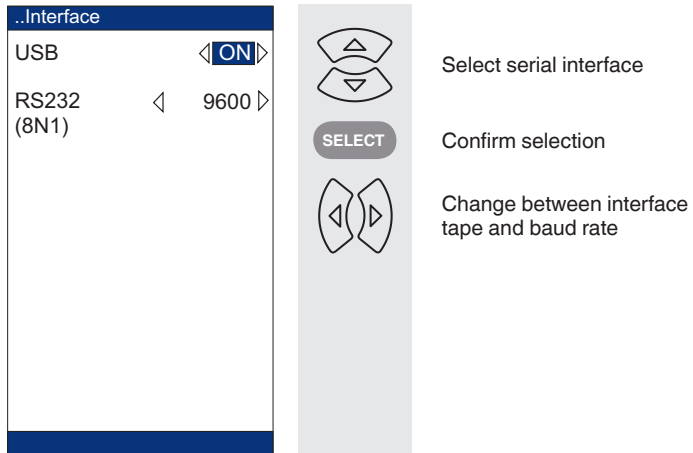 ..Interface
USB ON
RS232 9600
(8N1)
Select serial interface
SELECT
Confirm selection
Change between interface
tape and baud rate